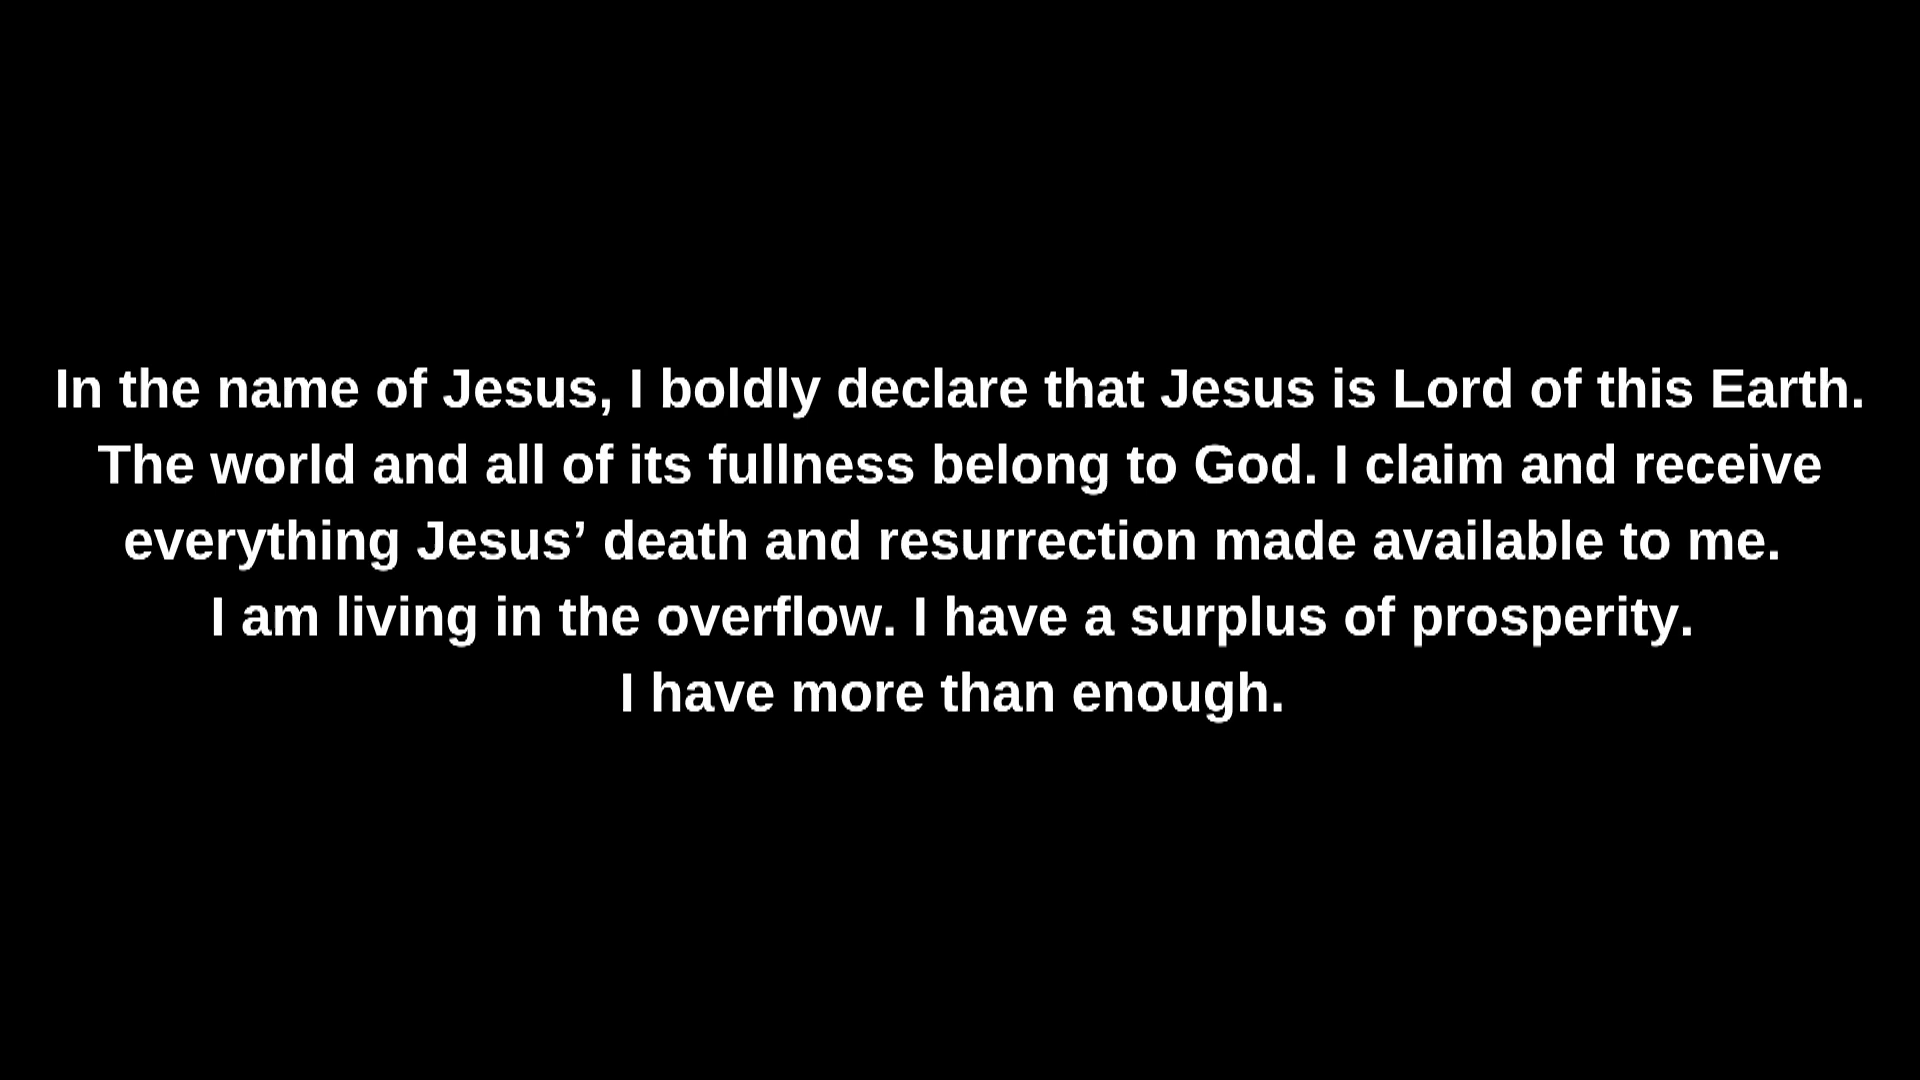 In the name of Jesus, I boldly declare that Jesus is Lord of this Earth.
The world and all of its fullness belong to God. I claim and receive
everything Jesus’ death and resurrection made available to me.
I am living in the overflow. I have a surplus of prosperity.
I have more than enough.